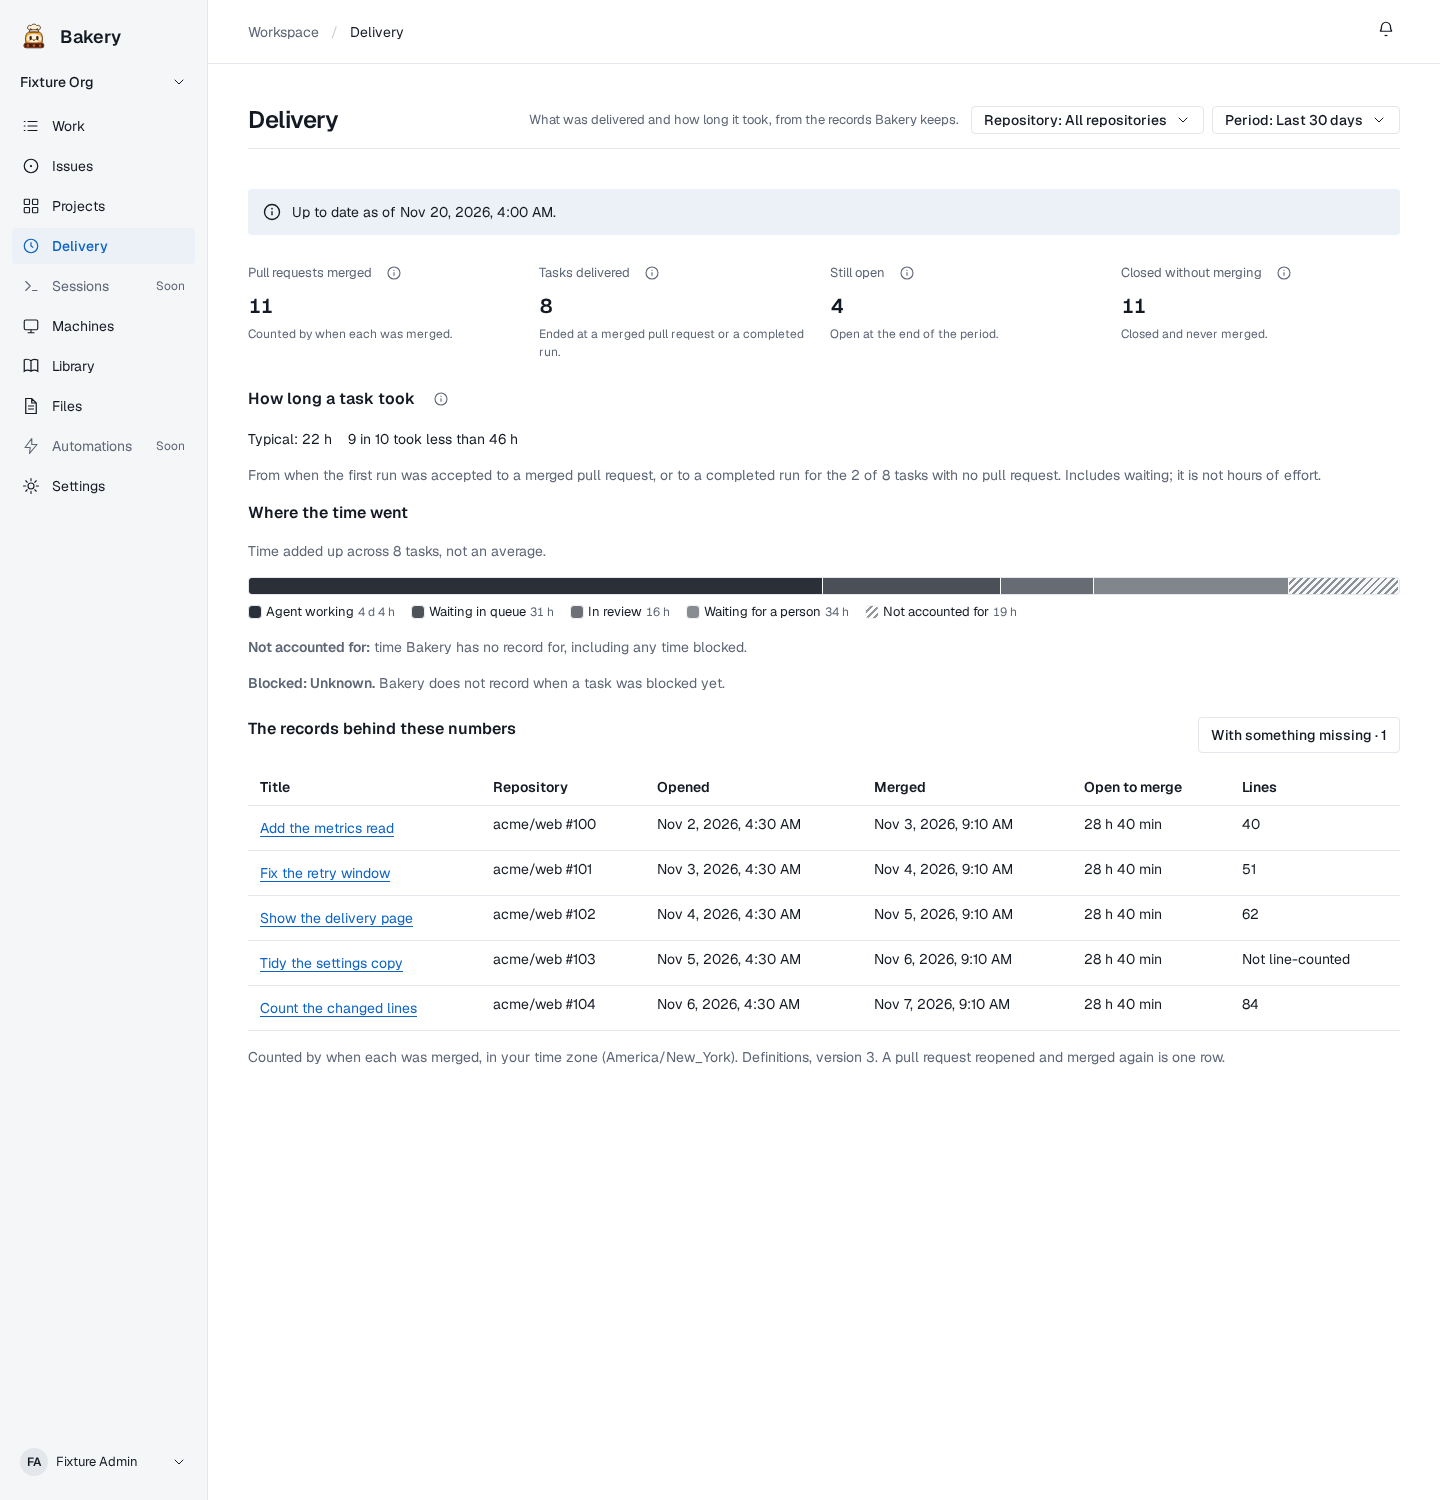 Bakery
Fixture Org
Work
Issues
Projects
Delivery
Sessions Soon
Machines
Library
Files
Automations Soon
Settings
FA Fixture Admin
Workspace / Delivery
Delivery
What was delivered and how long it took, from the records Bakery keeps.
Repository: All repositories
Period: Last 30 days
Up to date as of Nov 20, 2026, 4:00 AM.
Pull requests merged
11
Counted by when each was merged.
Tasks delivered
8
Ended at a merged pull request or a completed
run.
Still open
4
Open at the end of the period.
Closed without merging
11
Closed and never merged.
How long a task took
Typical: 22 h 9 in 10 took less than 46 h
From when the first run was accepted to a merged pull request, or to a completed run for the 2 of 8 tasks with no pull request. Includes waiting; it is not hours of effort.
Where the time went
Time added up across 8 tasks, not an average.
Agent working 4 d 4 h Waiting in queue 31 h In review 16 h Waiting for a person 34 h Not accounted for 19 h
Not accounted for: time Bakery has no record for, including any time blocked.
Blocked: Unknown. Bakery does not record when a task was blocked yet.
The records behind these numbers
With something missing · 1
Title Repository Opened Merged Open to merge Lines
Add the metrics read acme/web #100 Nov 2, 2026, 4:30 AM Nov 3, 2026, 9:10 AM 28 h 40 min 40
Fix the retry window acme/web #101 Nov 3, 2026, 4:30 AM Nov 4, 2026, 9:10 AM 28 h 40 min 51
Show the delivery page acme/web #102 Nov 4, 2026, 4:30 AM Nov 5, 2026, 9:10 AM 28 h 40 min 62
Tidy the settings copy acme/web #103 Nov 5, 2026, 4:30 AM Nov 6, 2026, 9:10 AM 28 h 40 min Not line-counted
Count the changed lines acme/web #104 Nov 6, 2026, 4:30 AM Nov 7, 2026, 9:10 AM 28 h 40 min 84
Counted by when each was merged, in your time zone (America/New_York). Definitions, version 3. A pull request reopened and merged again is one row.